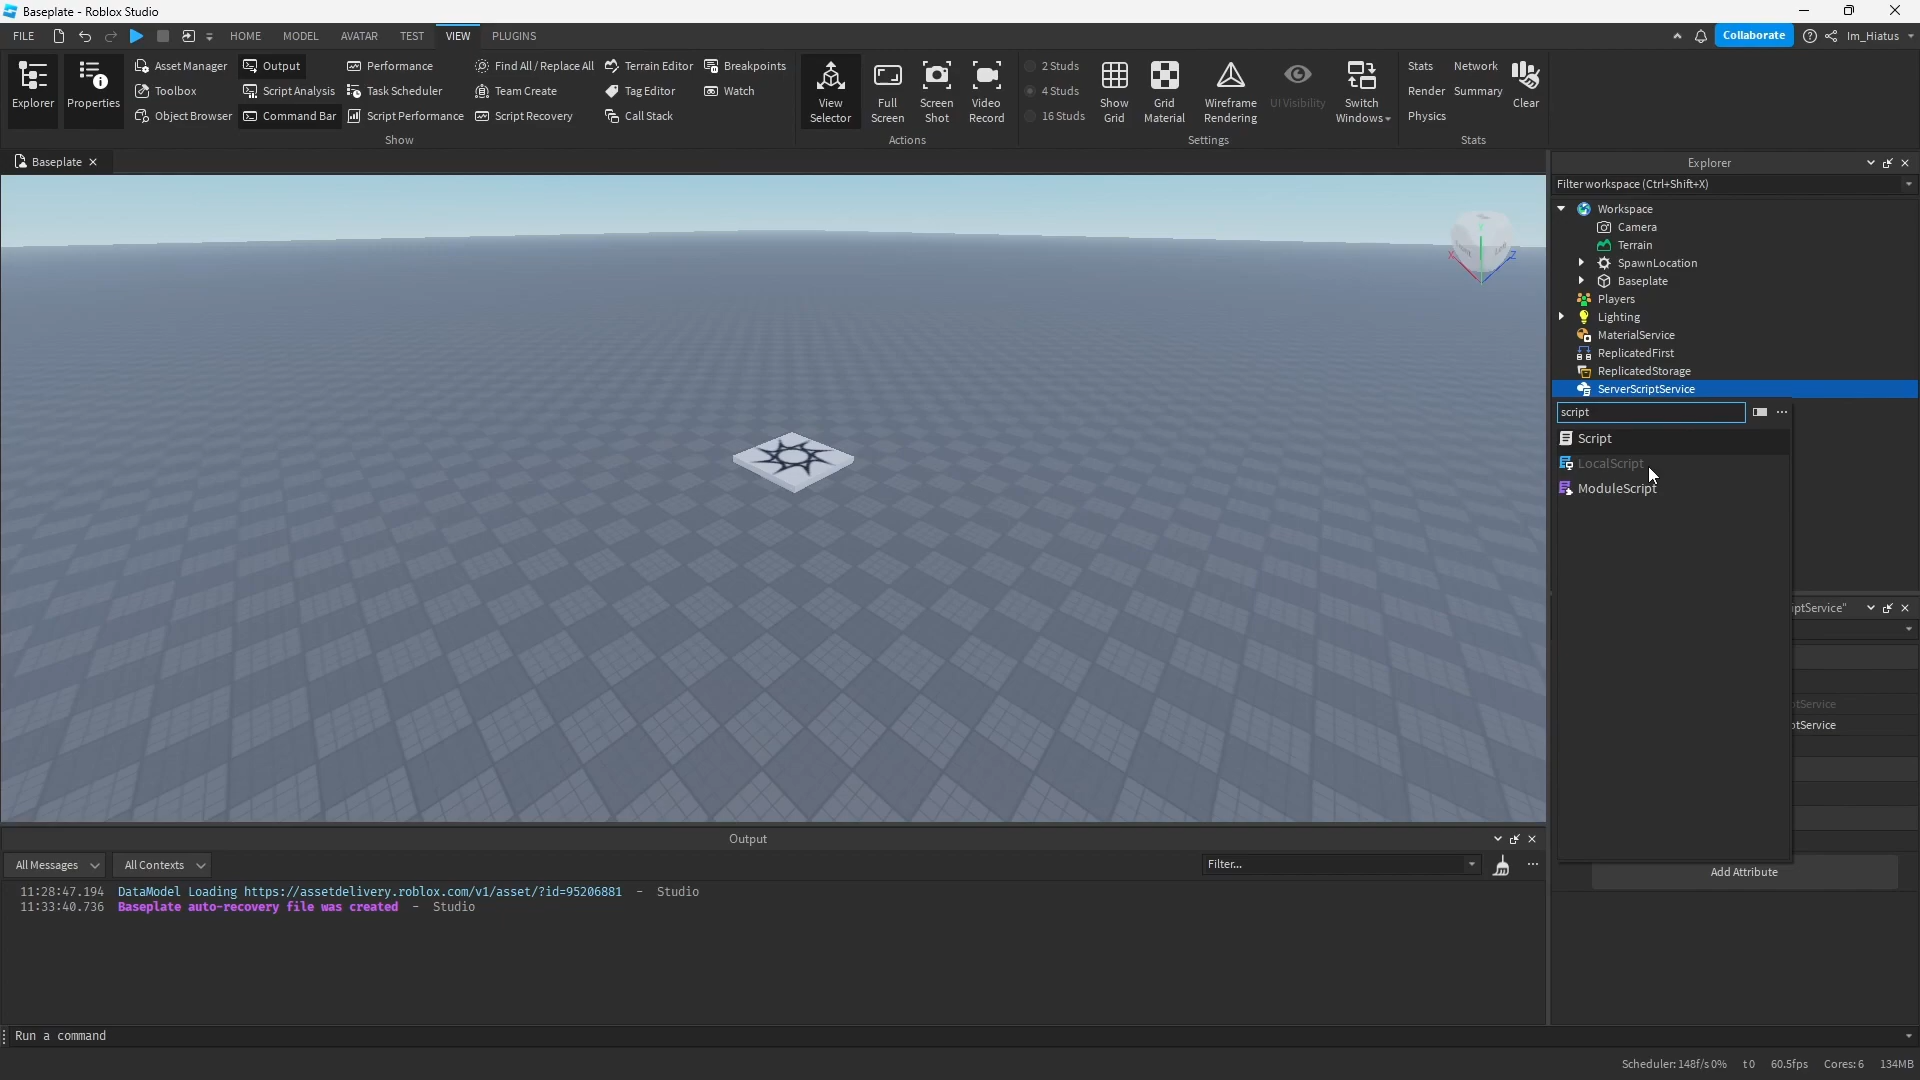 Baseplate - Roblox Studio
FILE HOME MODEL AVATAR TEST VIEW PLUGINS Collaborate Im_Hiatus
Explorer
Properties
Asset Manager Output Performance Find All / Replace All Terrain Editor Breakpoints
Toolbox Script Analysis Task Scheduler Team Create Tag Editor Watch
Object Browser Command Bar Script Performance Script Recovery Call Stack
Show
View Selector
Full Screen
Screen Shot
Video Record
Actions
2 Studs
4 Studs
16 Studs
Show Grid
Grid Material
Wireframe Rendering
UI Visibility
Switch Windows
Settings
Stats Network
Render Summary
Physics
Clear
Stats
Baseplate
X Y Z
Explorer
Filter workspace (Ctrl+Shift+X)
Workspace
Camera
Terrain
SpawnLocation
Baseplate
Players
Lighting
MaterialService
ReplicatedFirst
ReplicatedStorage
ServerScriptService
script
Script
LocalScript
ModuleScript
iptService"
ptService
ptService
Add Attribute
Output
All Messages All Contexts Filter...
11:28:47.194 DataModel Loading https://assetdelivery.roblox.com/v1/asset/?id=95206881 - Studio
11:33:40.736 Baseplate auto-recovery file was created - Studio
Run a command
Scheduler: 148f/s 0% t0 60.5fps Cores: 6 134MB